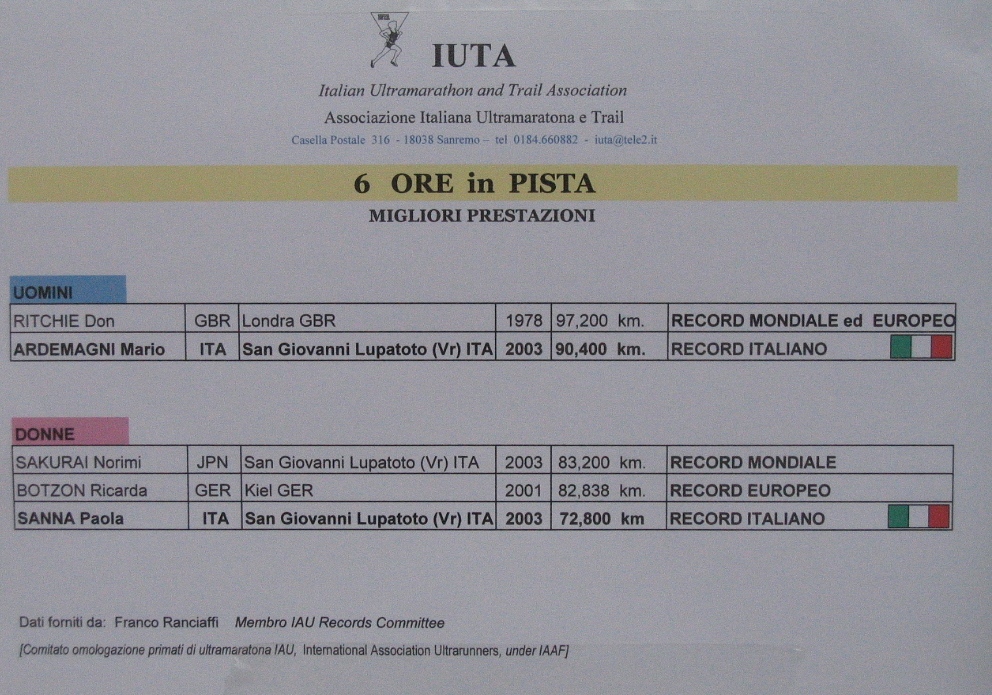 IUTA
Italian Ultramarathon and Trail Association
Associazione Italiana Ultramaratona e Trail
Casella Postale 316 - 18038 Sanremo – tel 0184.660882 - iuta@tele2.it
6 ORE in PISTA
MIGLIORI PRESTAZIONI
UOMINI
RITCHIE Don GBR Londra GBR 1978 97,200 km. RECORD MONDIALE ed EUROPEO
ARDEMAGNI Mario ITA San Giovanni Lupatoto (Vr) ITA 2003 90,400 km. RECORD ITALIANO
DONNE
SAKURAI Norimi JPN San Giovanni Lupatoto (Vr) ITA 2003 83,200 km. RECORD MONDIALE
BOTZON Ricarda GER Kiel GER 2001 82,838 km. RECORD EUROPEO
SANNA Paola ITA San Giovanni Lupatoto (Vr) ITA 2003 72,800 km RECORD ITALIANO
Dati forniti da: Franco Ranciaffi Membro IAU Records Committee
[Comitato omologazione primati di ultramaratona IAU, International Association Ultrarunners, under IAAF]